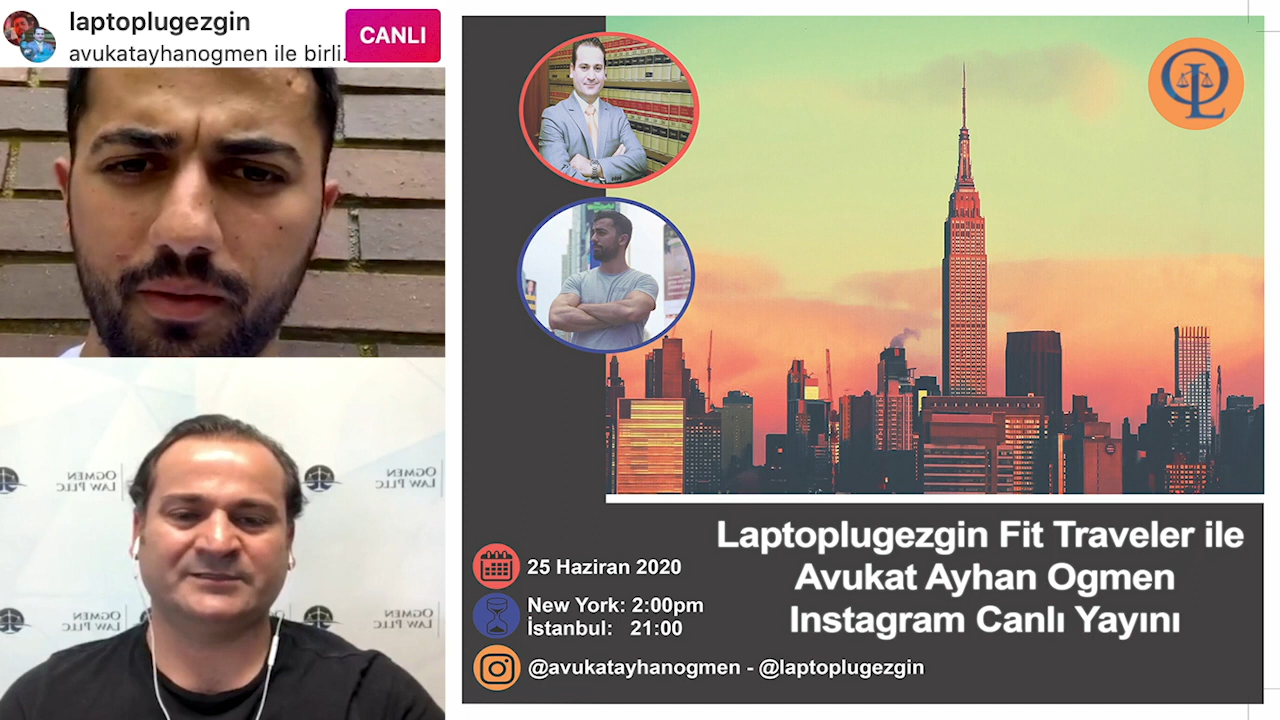 laptoplugezgin
avukatayhanogmen ile birli.
CANLI
OGMEN
LAW PLLC
OGMEN
LAW PLLC
OGMEN
LAW PLLC
OGMEN
LAW PLLC
OL
Laptoplugezgin Fit Traveler ile
Avukat Ayhan Ogmen
Instagram Canlı Yayını
25 Haziran 2020
New York: 2:00pm
İstanbul: 21:00
@avukatayhanogmen - @laptoplugezgin